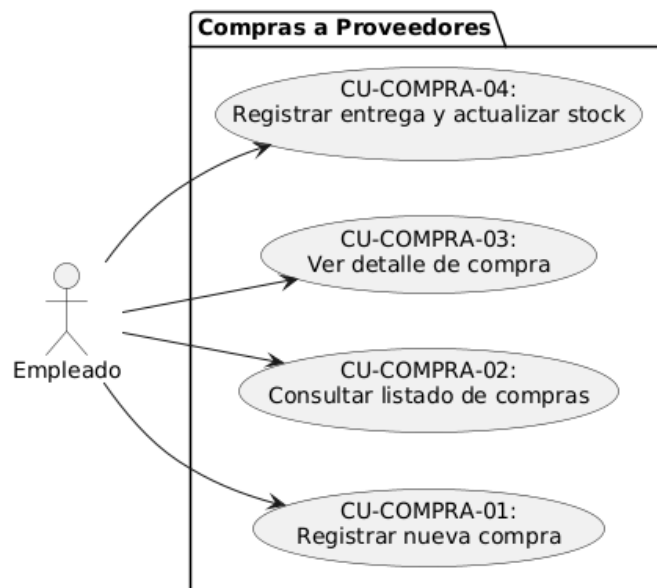 Compras a Proveedores
CU-COMPRA-04:
Registrar entrega y actualizar stock
CU-COMPRA-03:
Ver detalle de compra
Empleado
CU-COMPRA-02:
Consultar listado de compras
CU-COMPRA-01:
Registrar nueva compra